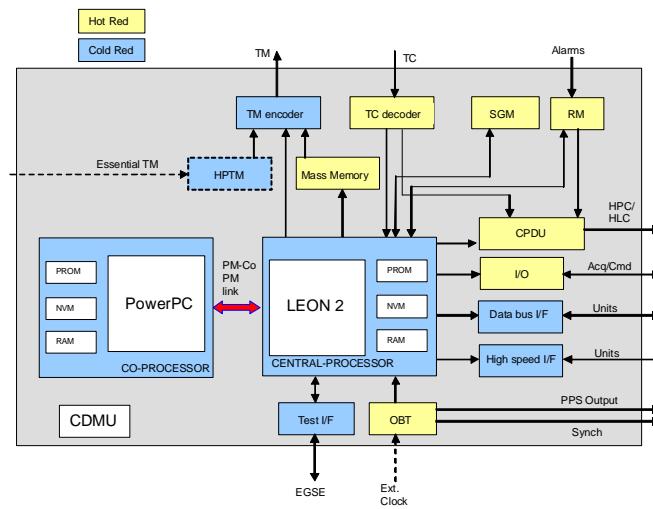 Hot Red
Cold Red
TM
TC
Alarms
TM encoder
TC decoder
SGM
RM
Essential TM
HPTM
Mass Memory
HPC/
HLC
CPDU
PM-Co
PM
link
PROM
NVM
RAM
PowerPC
CO-PROCESSOR
LEON 2
PROM
NVM
RAM
CENTRAL-PROCESSOR
I/O
Acq/Cmd
Data bus I/F
Units
High speed I/F
Units
CDMU
Test I/F
OBT
PPS Output
Synch
EGSE
Ext.
Clock